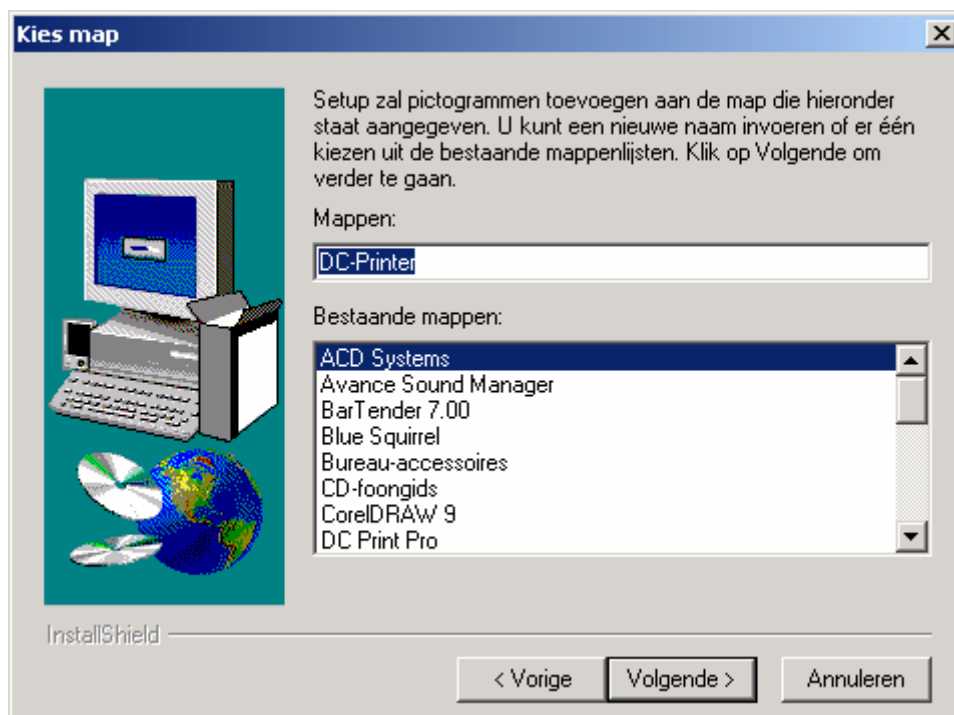 Kies map
Setup zal pictogrammen toevoegen aan de map die hieronder
staat aangegeven. U kunt een nieuwe naam invoeren of er één
kiezen uit de bestaande mappenlijsten. Klik op Volgende om
verder te gaan.
Mappen:
DC-Printer
Bestaande mappen:
ACD Systems
Avance Sound Manager
BarTender 7.00
Blue Squirrel
Bureau-accessoires
CD-foongids
CorelDRAW 9
DC Print Pro
InstallShield
< Vorige
Volgende >
Annuleren